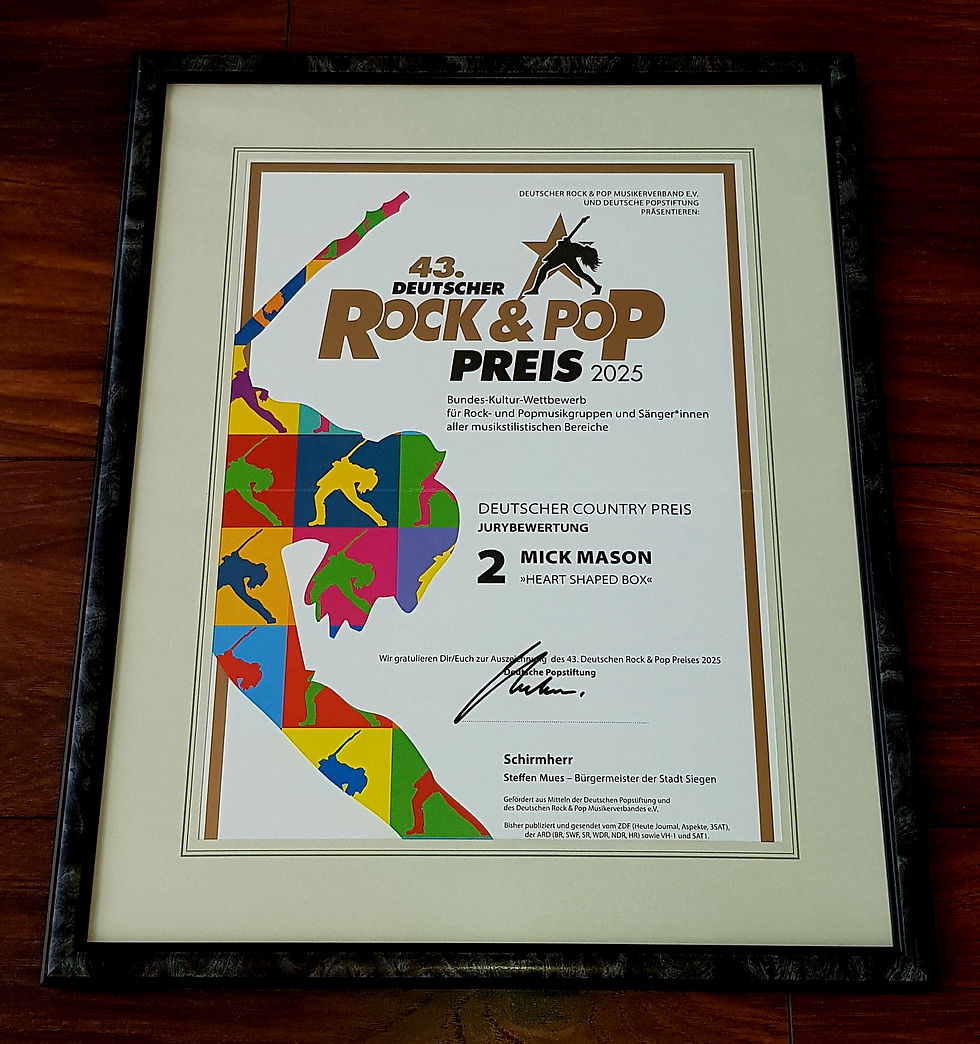 DEUTSCHER ROCK & POP MUSIKERVERBAND E.V.
UND DEUTSCHE POPSTIFTUNG
PRÄSENTIEREN:
43.
DEUTSCHER
ROCK & POP
PREIS 2025
Bundes-Kultur-Wettbewerb
für Rock- und Popmusikgruppen und Sänger*innen
aller musikstilistischen Bereiche
DEUTSCHER COUNTRY PREIS
JURYBEWERTUNG
2 MICK MASON
»HEART SHAPED BOX«
Wir gratulieren Dir/Euch zur Auszeichnung des 43. Deutschen Rock & Pop Preises 2025
Deutsche Popstiftung
Schirmherr
Steffen Mues – Bürgermeister der Stadt Siegen
Gefördert aus Mitteln der Deutschen Popstiftung und
des Deutschen Rock & Pop Musikerverbandes e.V.
Bisher publiziert und gesendet vom ZDF (Heute Journal, Aspekte, 3SAT),
der ARD (BR, SWF, SR, WDR, NDR, HR) sowie VH-1 und SAT1.